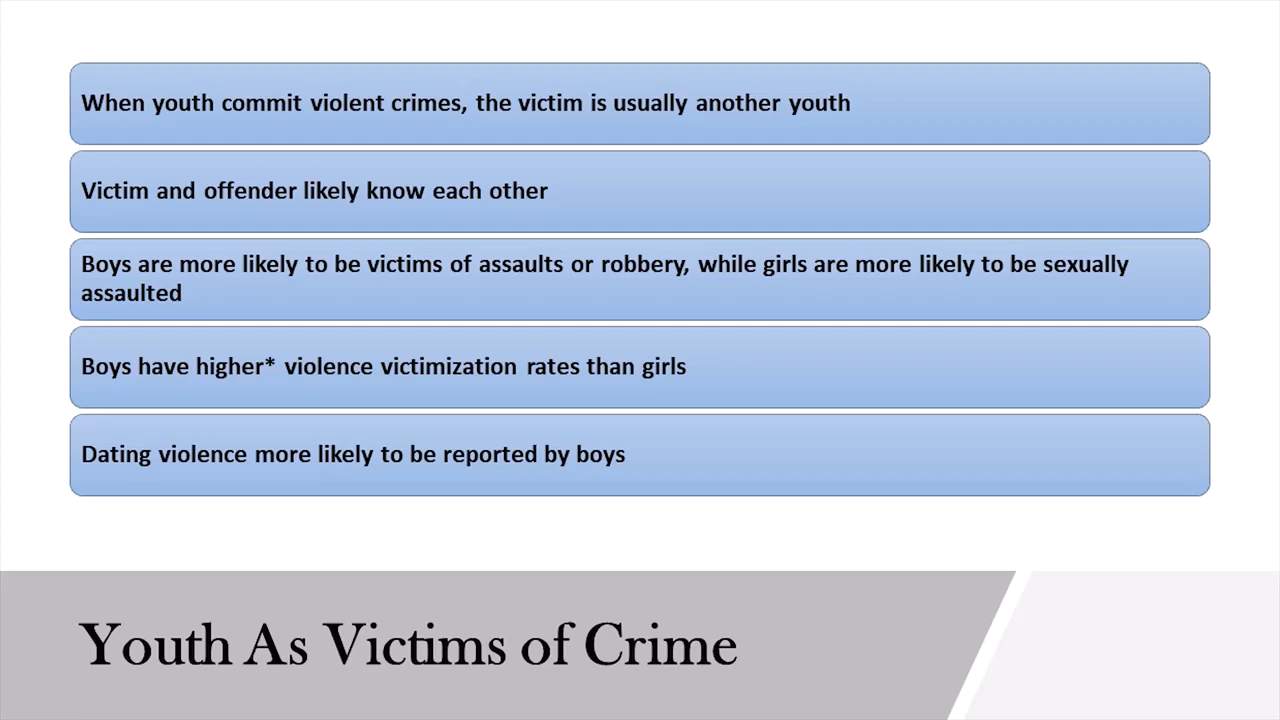 When youth commit violent crimes, the victim is usually another youth
Victim and offender likely know each other
Boys are more likely to be victims of assaults or robbery, while girls are more likely to be sexually
assaulted
Boys have higher* violence victimization rates than girls
Dating violence more likely to be reported by boys
Youth As Victims of Crime